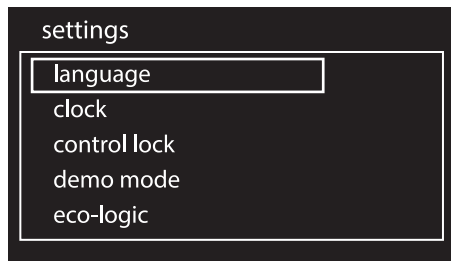 settings
language
clock
control lock
demo mode
eco-logic